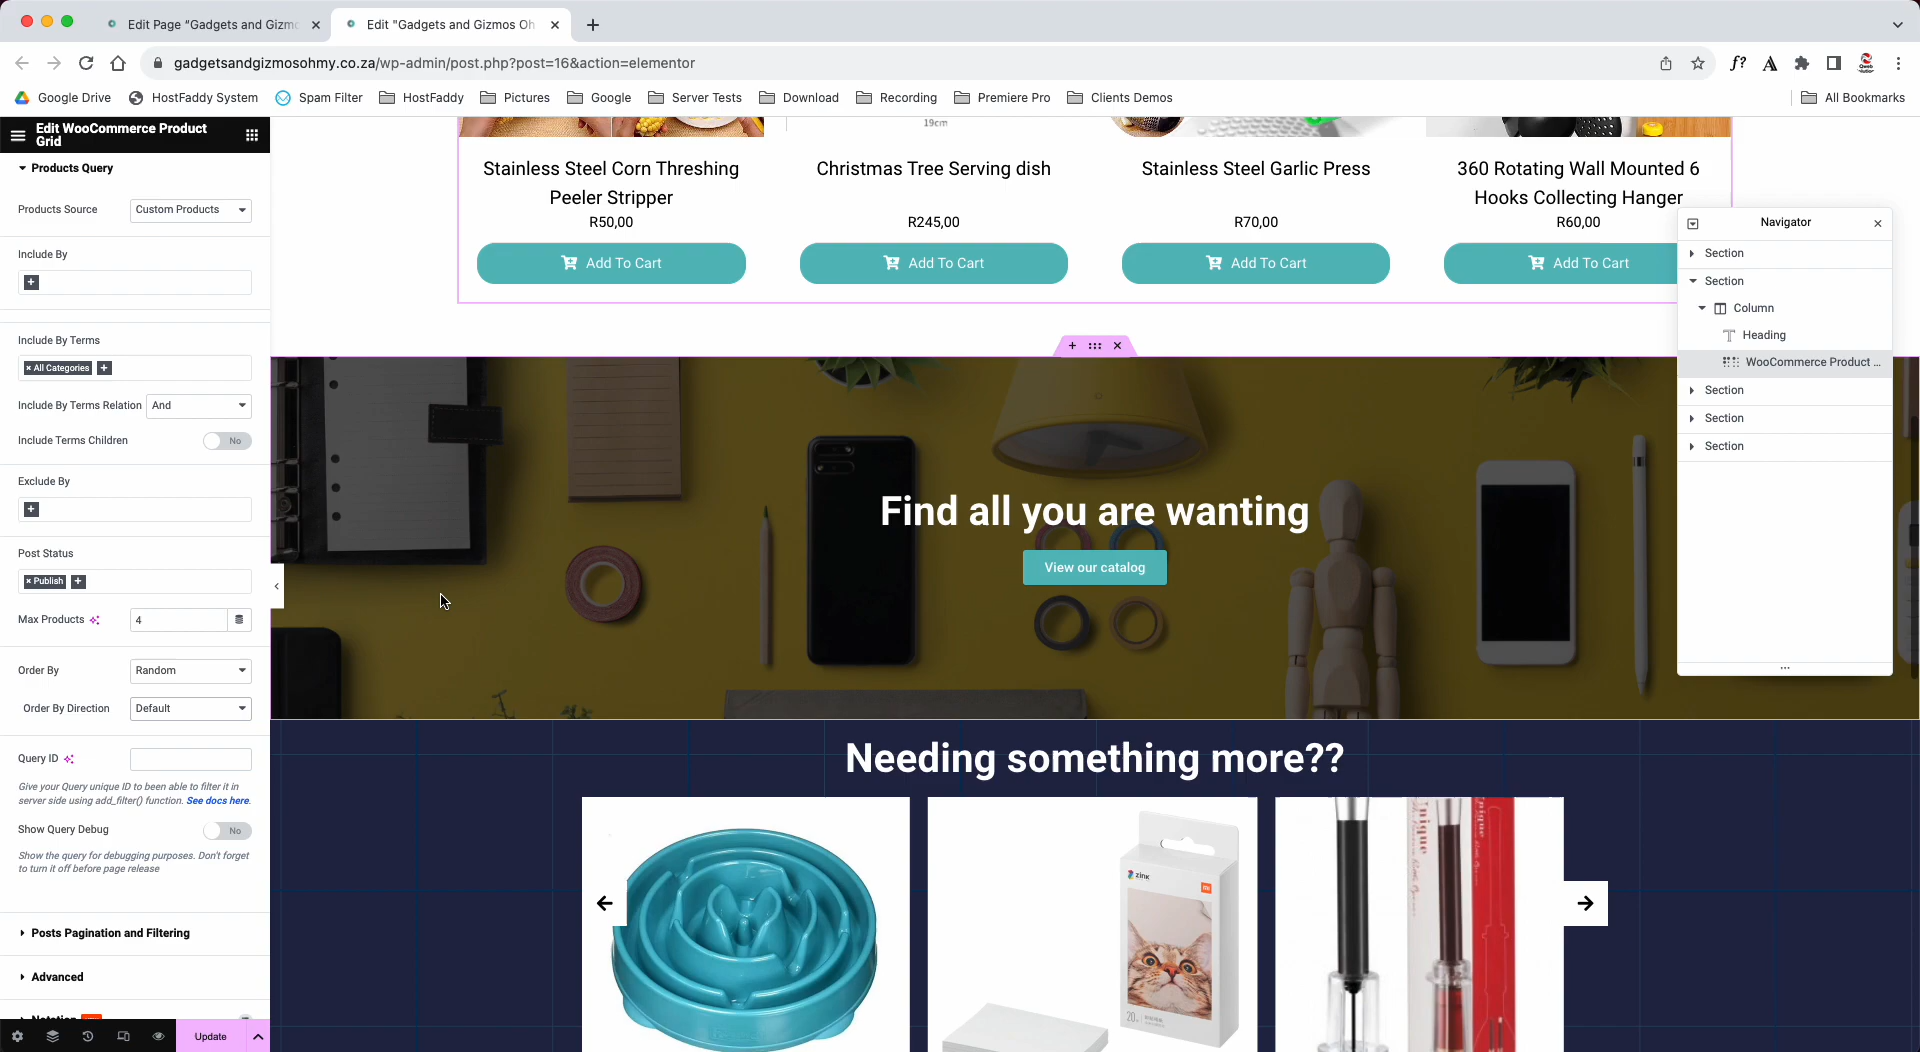 Edit Page “Gadgets and Gizmo
Edit "Gadgets and Gizmos Oh
gadgetsandgizmosohmy.co.za/wp-admin/post.php?post=16&action=elementor
Google Drive
HostFaddy System
Spam Filter
HostFaddy
Pictures
Google
Server Tests
Download
Recording
Premiere Pro
Clients Demos
All Bookmarks
Edit WooCommerce Product
Grid
Products Query
Products Source Custom Products
Include By
Include By Terms
× All Categories
Include By Terms Relation And
Include Terms Children No
Exclude By
Post Status
× Publish
Max Products 4
Order By Random
Order By Direction Default
Query ID
Give your Query unique ID to been able to filter it in
server side using add_filter() function. See docs here.
Show Query Debug No
Show the query for debugging purposes. Don't forget
to turn it off before page release
Posts Pagination and Filtering
Advanced
Update
19cm
Stainless Steel Corn Threshing
Peeler Stripper
R50,00
Add To Cart
Christmas Tree Serving dish
R245,00
Add To Cart
Stainless Steel Garlic Press
R70,00
Add To Cart
360 Rotating Wall Mounted 6
Hooks Collecting Hanger
R60,00
Add To Cart
Navigator
Section
Section
Column
Heading
WooCommerce Product ...
Section
Section
Section
Find all you are wanting
View our catalog
Needing something more??
zink
20